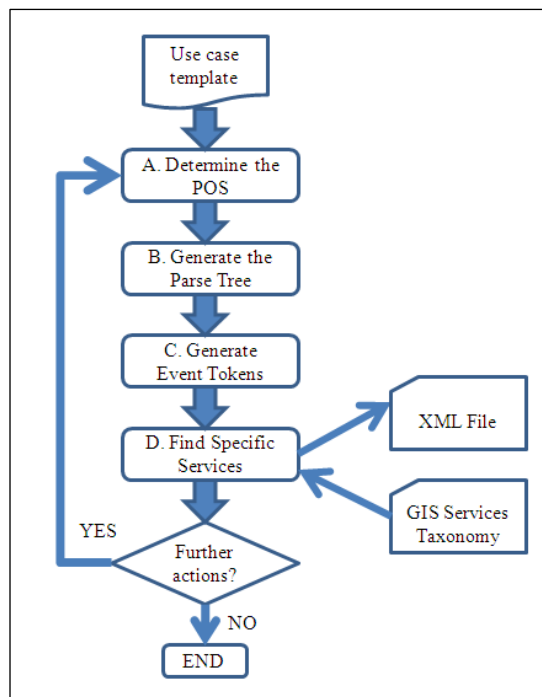 Use case
template
A. Determine the
POS
B. Generate the
Parse Tree
C. Generate
Event Tokens
D. Find Specific
Services
XML File
GIS Services
Taxonomy
YES
Further
actions?
NO
END